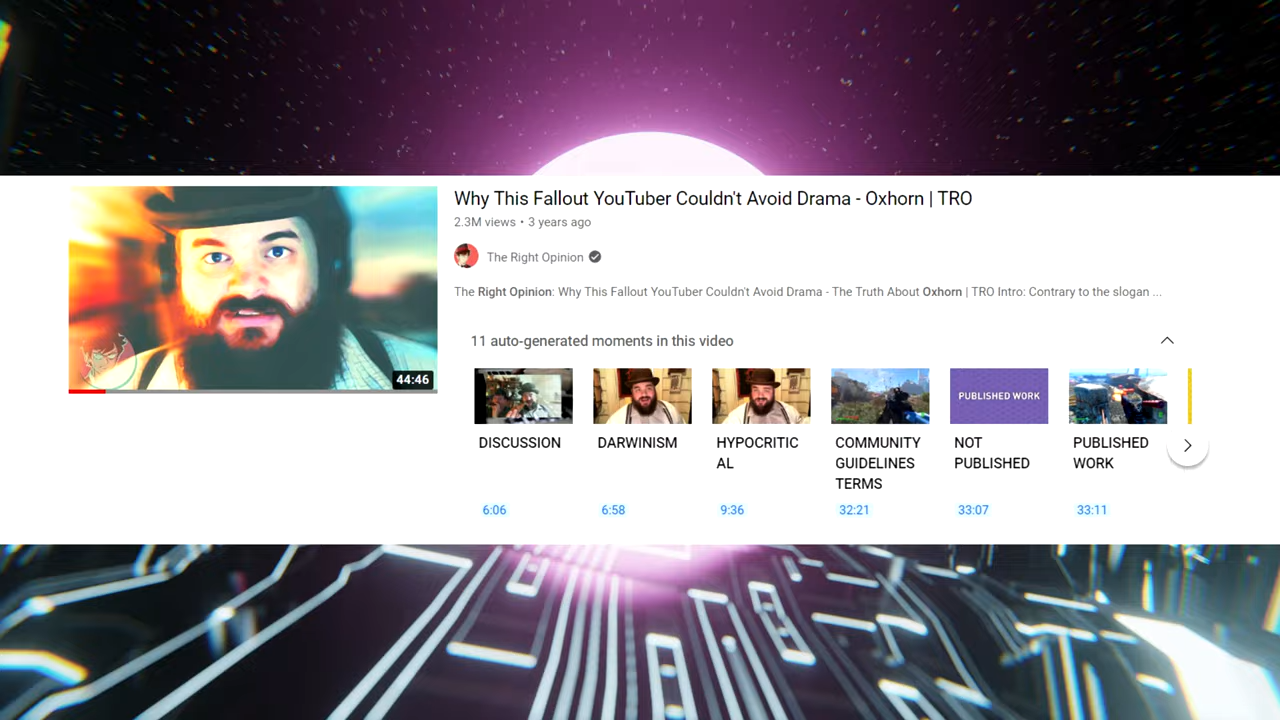 Why This Fallout YouTuber Couldn't Avoid Drama - Oxhorn | TRO
2.3M views • 3 years ago
The Right Opinion
The Right Opinion: Why This Fallout YouTuber Couldn't Avoid Drama - The Truth About Oxhorn | TRO Intro: Contrary to the slogan ...
44:46
11 auto-generated moments in this video
PUBLISHED WORK
DISCUSSION
6:06
DARWINISM
6:58
HYPOCRITIC
AL
9:36
COMMUNITY
GUIDELINES
TERMS
32:21
NOT
PUBLISHED
33:07
PUBLISHED
WORK
33:11